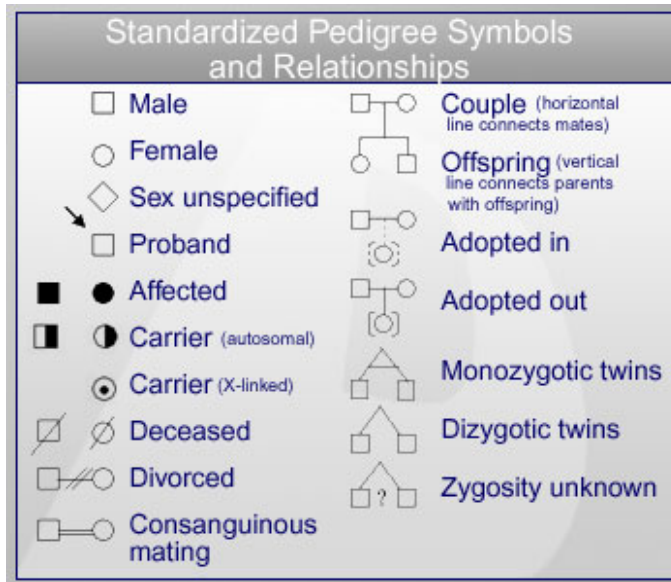 Standardized Pedigree Symbols
and Relationships
Male
Female
Sex unspecified
Proband
Affected
Carrier (autosomal)
Carrier (X-linked)
Deceased
Divorced
Consanguinous
mating
Couple (horizontal
line connects mates)
Offspring (vertical
line connects parents
with offspring)
Adopted in
Adopted out
Monozygotic twins
Dizygotic twins
? Zygosity unknown